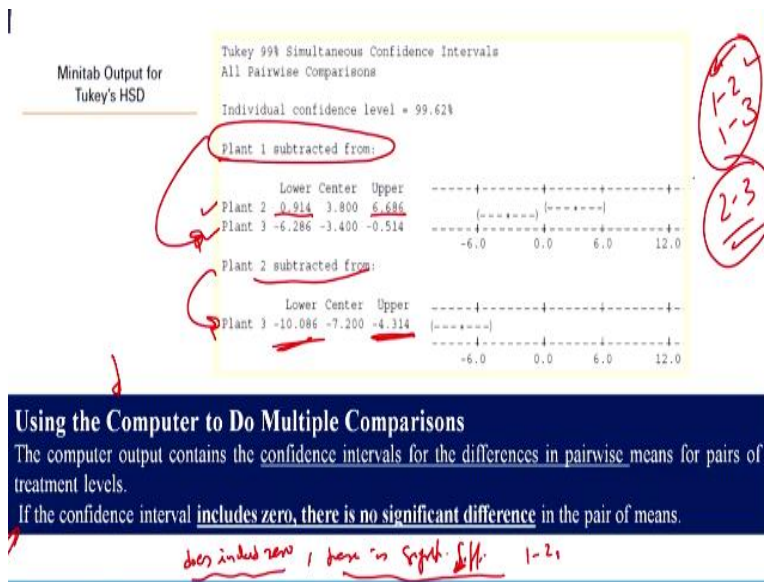 Minitab Output for
Tukey's HSD
Tukey 99% Simultaneous Confidence Intervals
All Pairwise Comparisons
Individual confidence level = 99.62%
Plant 1 subtracted from:
Lower Center Upper
Plant 2 0.914 3.800 6.686
Plant 3 -6.286 -3.400 -0.514
-6.0 0.0 6.0 12.0
Plant 2 subtracted from:
Lower Center Upper
Plant 3 -10.086 -7.200 -4.314
-6.0 0.0 6.0 12.0
1-2
1-3
2-3
Using the Computer to Do Multiple Comparisons
The computer output contains the confidence intervals for the differences in pairwise means for pairs of
treatment levels.
If the confidence interval includes zero, there is no significant difference in the pair of means.
zero, diff. 1-2,